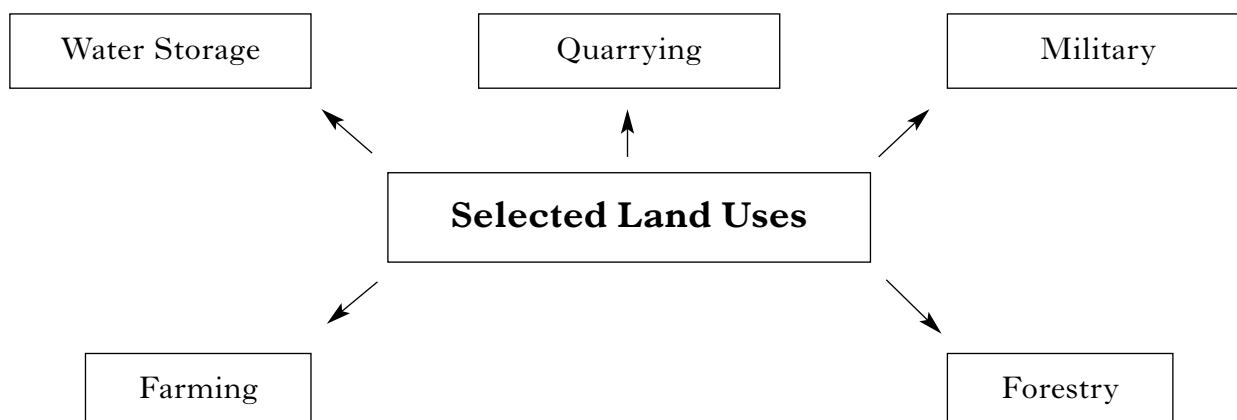 Water Storage
Quarrying
Military
Selected Land Uses
Farming
Forestry